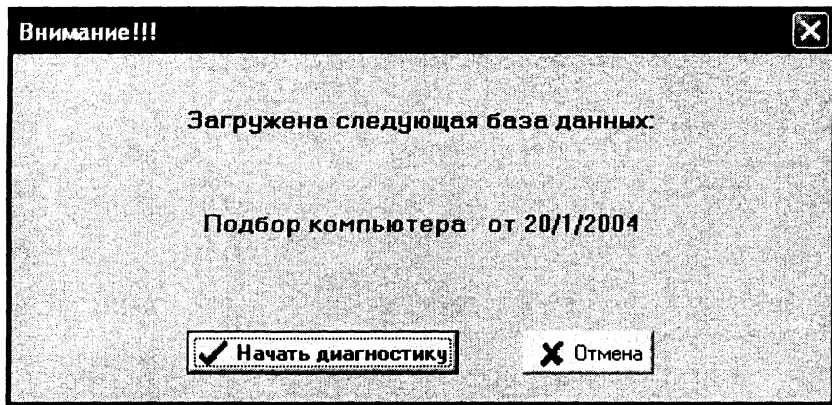 Внимание!!!
Загружена следующая база данных:
Подбор компьютера от 20/1/2004
Начать диагностику
Отмена